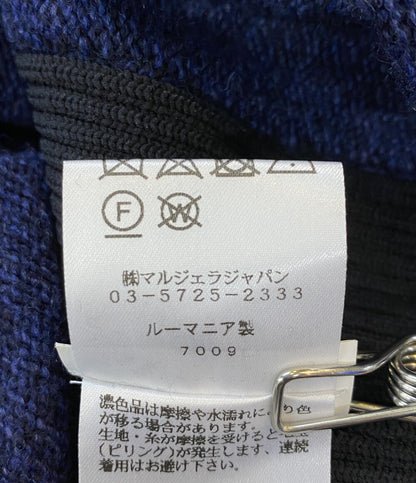 F W
㈱マルジェラジャパン
03-5725-2333
ルーマニア製
7009
濃色品は摩擦や水濡れに
り色
が移る場合があります。
生地・糸が摩擦を受けると
(ピリング)が発生します、連続
着用はお避け下さい。